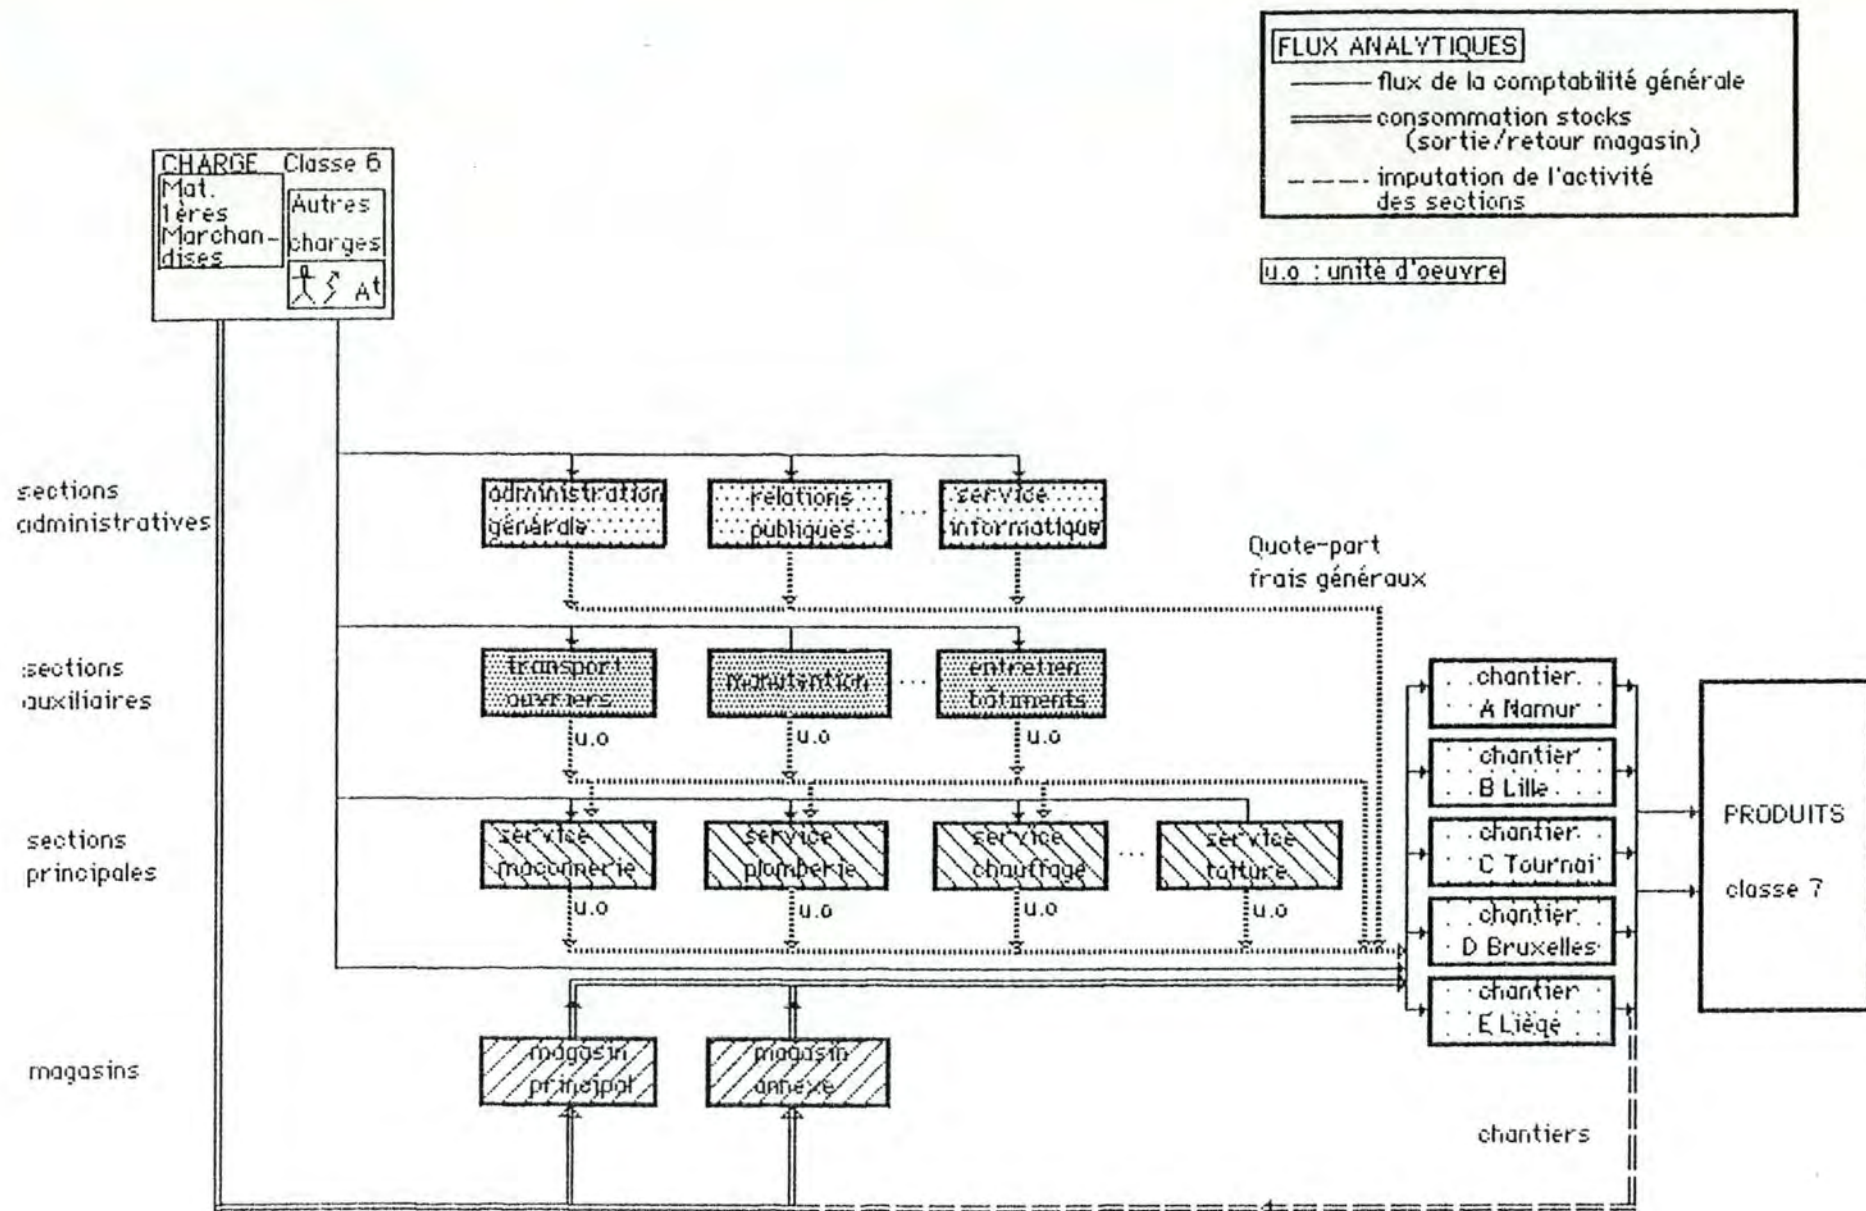 FLUX ANALYTIQUES
flux de la comptabilité générale
consommation stocks
(sortie/retour magasin)
imputation de l'activité
des sections
u.o : unité d'oeuvre
CHARGE Classe 6
Mat.
1ères
Marchan-
dises
Autres
charges
At
sections
administratives
administration
générale
relations
publiques
...
service
informatique
Quote-part
frais généraux
sections
auxiliaires
transport
ouvriers
manutention
...
entretien
bâtiments
u.o
u.o
u.o
sections
principales
service
maconnerie
service
plomberie
service
chauffage
...
service
toiture
u.o
u.o
u.o
u.o
chantier
A Namur
chantier
B Lille
chantier
C Tournai
chantier
D Bruxelles
chantier
E Liège
PRODUITS
classe 7
magasins
magasin
principal
magasin
annexe
chantiers